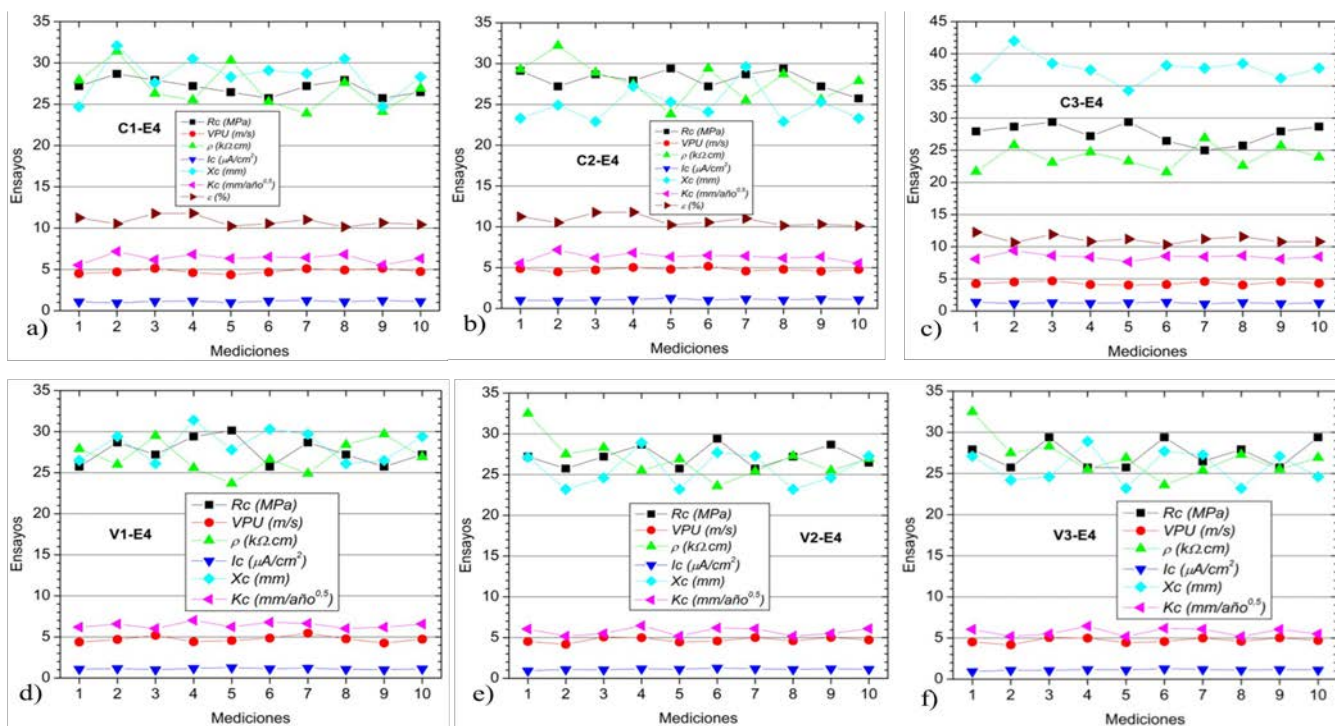 35
30
25
20
15
10
5
0
Ensayos
C1-E4
Rc (MPa)
VPU (m/s)
ρ (kΩ.cm)
Ic (μA/cm²)
Xc (mm)
Kc (mm/año^0,5)
ε (%)
1 2 3 4 5 6 7 8 9 10
Mediciones
a)
35
30
25
20
15
10
5
0
Ensayos
C2-E4
Rc (MPa)
VPU (m/s)
ρ (kΩ.cm)
Ic (μA/cm²)
Xc (mm)
Kc (mm/año^0,5)
ε (%)
1 2 3 4 5 6 7 8 9 10
Mediciones
b)
45
40
35
30
25
20
15
10
5
0
Ensayos
C3-E4
1 2 3 4 5 6 7 8 9 10
Mediciones
c)
35
30
25
20
15
10
5
0
Ensayos
V1-E4
Rc (MPa)
VPU (m/s)
ρ (kΩ.cm)
Ic (μA/cm²)
Xc (mm)
Kc (mm/año^0.5)
1 2 3 4 5 6 7 8 9 10
Mediciones
d)
35
30
25
20
15
10
5
0
Ensayos
V2-E4
Rc (MPa)
VPU (m/s)
ρ (kΩ.cm)
Ic (μA/cm²)
Xc (mm)
Kc (mm/año^0.5)
1 2 3 4 5 6 7 8 9 10
Mediciones
e)
35
30
25
20
15
10
5
0
Ensayos
V3-E4
Rc (MPa)
VPU (m/s)
ρ (kΩ.cm)
Ic (μA/cm²)
Xc (mm)
Kc (mm/año^0.5)
1 2 3 4 5 6 7 8 9 10
Mediciones
f)